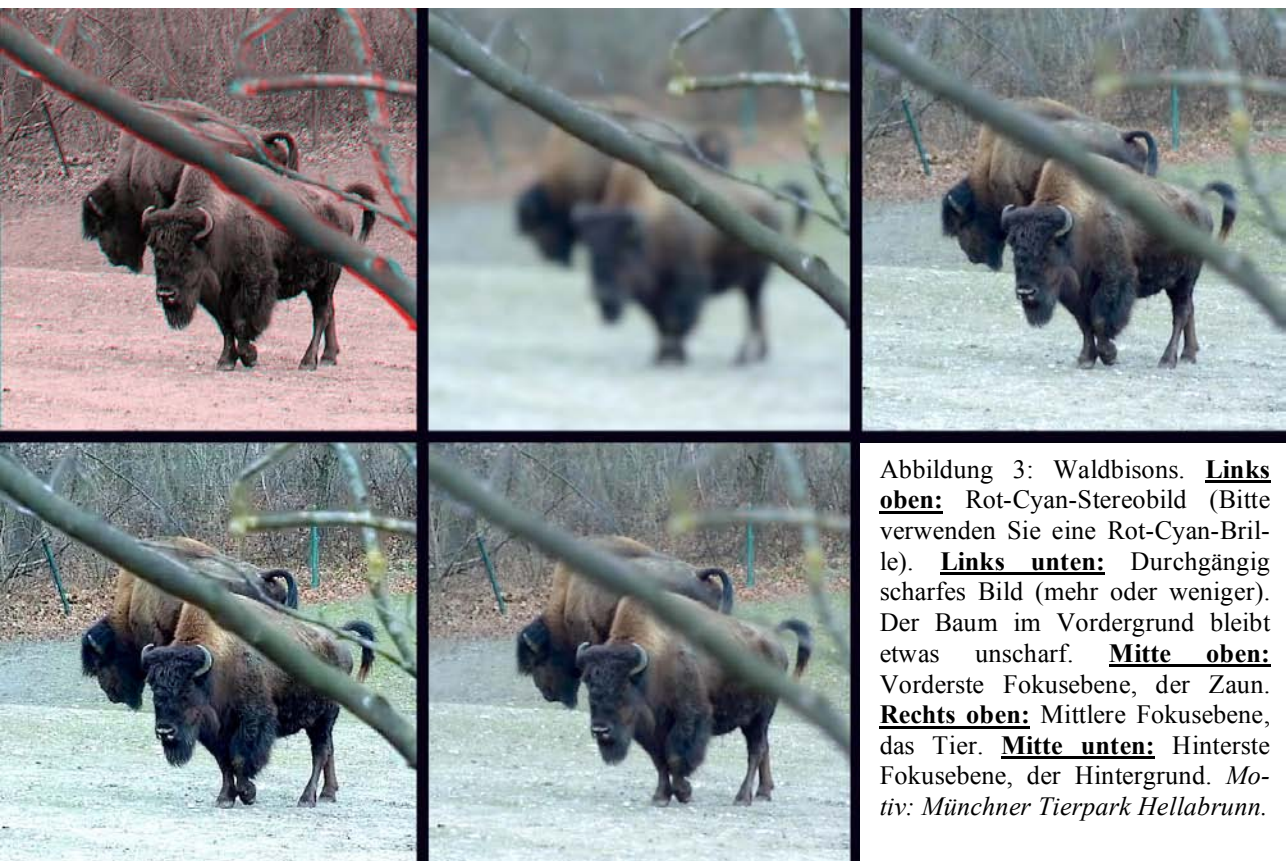 Abbildung 3: Waldbisons. Links
oben: Rot-Cyan-Stereobild (Bitte
verwenden Sie eine Rot-Cyan-Bril-
le). Links unten: Durchgängig
scharfes Bild (mehr oder weniger).
Der Baum im Vordergrund bleibt
etwas unscharf. Mitte oben:
Vorderste Fokusebene, der Zaun.
Rechts oben: Mittlere Fokusebene,
das Tier. Mitte unten: Hinterste
Fokusebene, der Hintergrund. Mo-
tiv: Münchner Tierpark Hellabrunn.